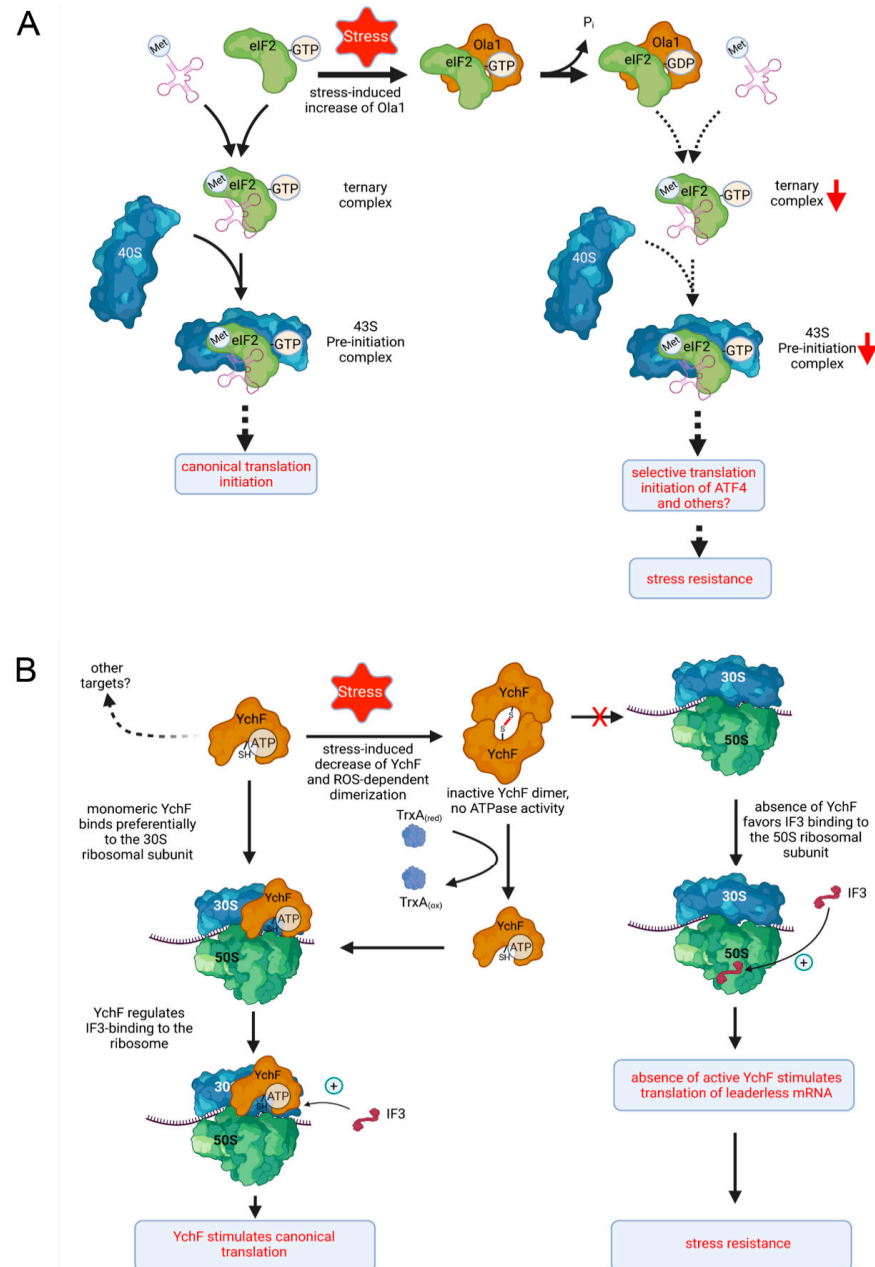 A
Met
eIF2
GTP
Stress
stress-induced
increase of Ola1
Ola1
eIF2
GTP
Pi
Ola1
eIF2
GDP
Met
Met
eIF2
GTP
ternary
complex
Met
eIF2
GTP
ternary
complex
40S
40S
Met
eIF2
GTP
43S
Pre-initiation
complex
Met
eIF2
GTP
43S
Pre-initiation
complex
canonical translation
initiation
selective translation
initiation of ATF4
and others?
stress resistance
B
other
targets?
YchF
ATP
SH
Stress
stress-induced
decrease of YchF
and ROS-dependent
dimerization
YchF
S
S
YchF
inactive YchF dimer,
no ATPase activity
X
30S
50S
monomeric YchF
binds preferentially
to the 30S
ribosomal subunit
TrxA(red)
TrxA(ox)
absence of YchF
favors IF3 binding to
the 50S ribosomal
subunit
30S
YchF
ATP
SH
50S
YchF
ATP
SH
30S
IF3
50S
+
YchF regulates
IF3-binding to the
ribosome
30S
YchF
ATP
SH
50S
+
IF3
absence of active YchF stimulates
translation of leaderless mRNA
YchF stimulates canonical
translation
stress resistance